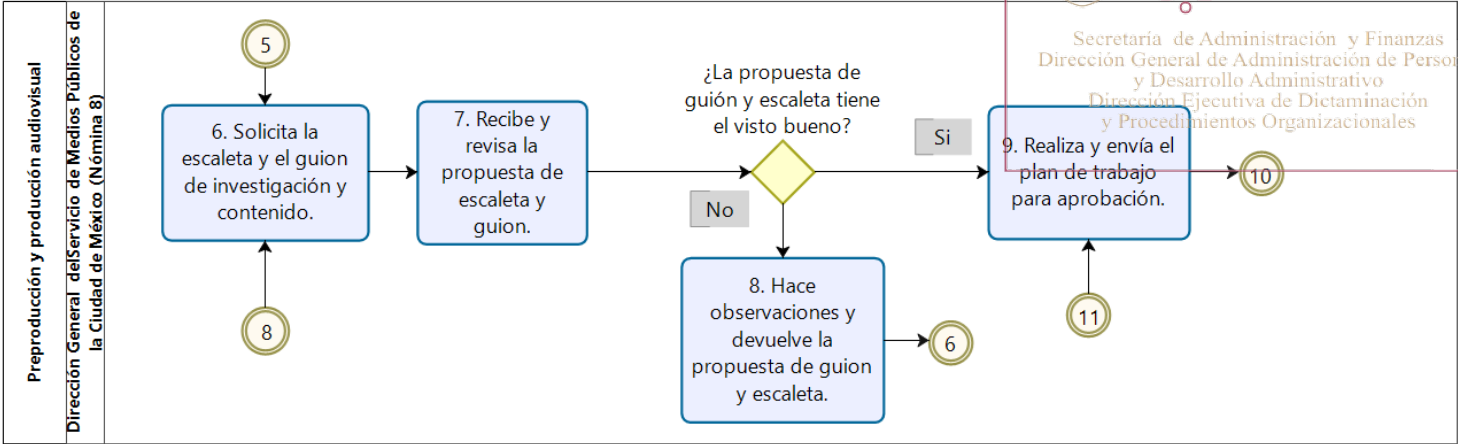 Preproducción y producción audiovisual
Dirección General delServicio de Medios Públicos de
la Ciudad de México (Nómina 8)
5
6. Solicita la
escaleta y el guion
de investigación y
contenido.
8
7. Recibe y
revisa la
propuesta de
escaleta y
guion.
¿La propuesta de
guión y escaleta tiene
el visto bueno?
Si
No
8. Hace
observaciones y
devuelve la
propuesta de guion
y escaleta.
6
9. Realiza y envía el
plan de trabajo
para aprobación.
10
11
Secretaría de Administración y Finanzas
Dirección General de Administración de Person
y Desarrollo Administrativo
Dirección Ejecutiva de Dictaminación
y Procedimientos Organizacionales